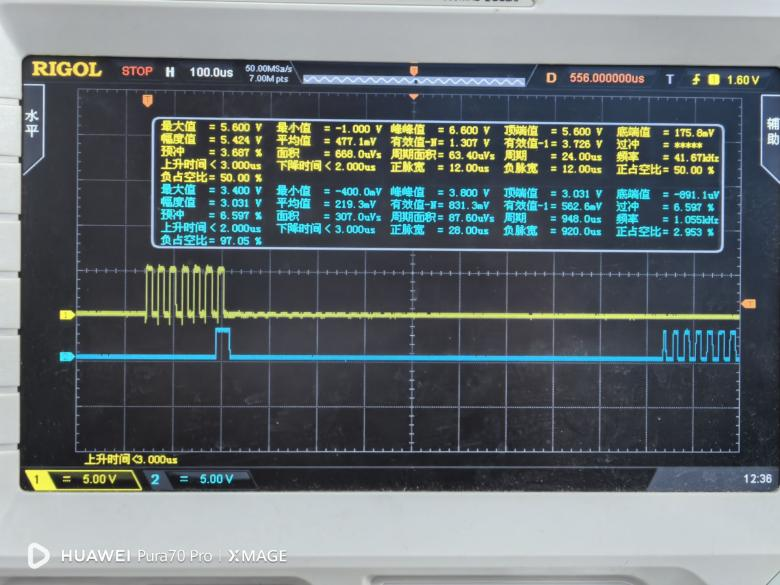 RIGOL STOP H 100.0us 50.00MSa/s 7.00M pts D 556.000000us T 1 1.60 V
水平
辅助
最大值 = 5.600 V 最小值 = -1.000 V 峰峰值 = 6.600 V 顶端值 = 5.600 V 底端值 = 175.8mV
幅度值 = 5.424 V 平均值 = 477.1mV 有效值-N= 1.307 V 有效值-1= 3.726 V 过冲 = *****
预冲 = 3.887 % 面积 = 668.0uVs 周期面积= 63.40uVs 周期 = 24.00us 频率 = 41.67kHz
上升时间< 3.000us 下降时间< 2.000us 正脉宽 = 12.00us 负脉宽 = 12.00us 正占空比= 50.00 %
负占空比= 50.00 %
最大值 = 3.400 V 最小值 = -400.0mV 峰峰值 = 3.800 V 顶端值 = 3.031 V 底端值 = -891.1uV
幅度值 = 3.031 V 平均值 = 219.3mV 有效值-N= 831.3mV 有效值-1= 562.6mV 过冲 = 6.597 %
预冲 = 6.597 % 面积 = 307.0uVs 周期面积= 87.60uVs 周期 = 948.0us 频率 = 1.055kHz
上升时间< 2.000us 下降时间< 3.000us 正脉宽 = 28.00us 负脉宽 = 920.0us 正占空比= 2.953 %
负占空比= 97.05 %
上升时间<3.000us
1 = 5.00 V 2 = 5.00 V 12:36
HUAWEI Pura70 Pro | XMAGE